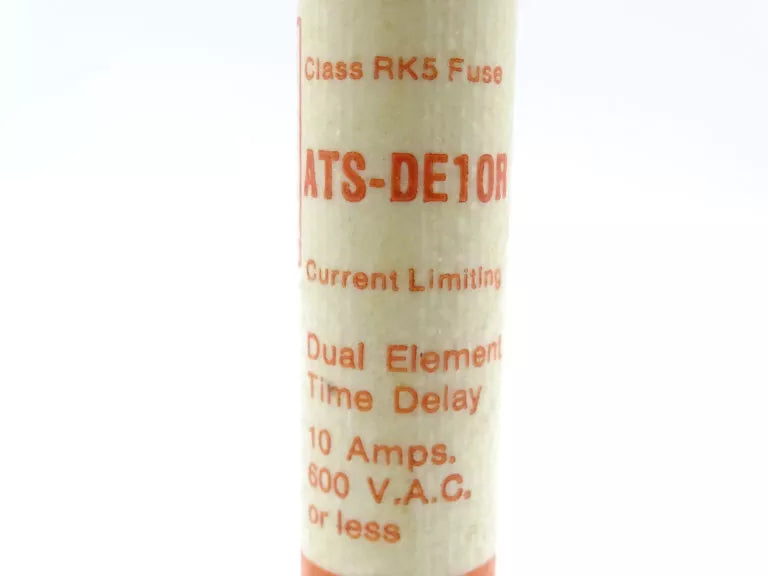 Class RK5 Fuse
ATS-DE10R
Current Limiting
Dual Element
Time Delay
10 Amps.
600 V.A.C.
or less